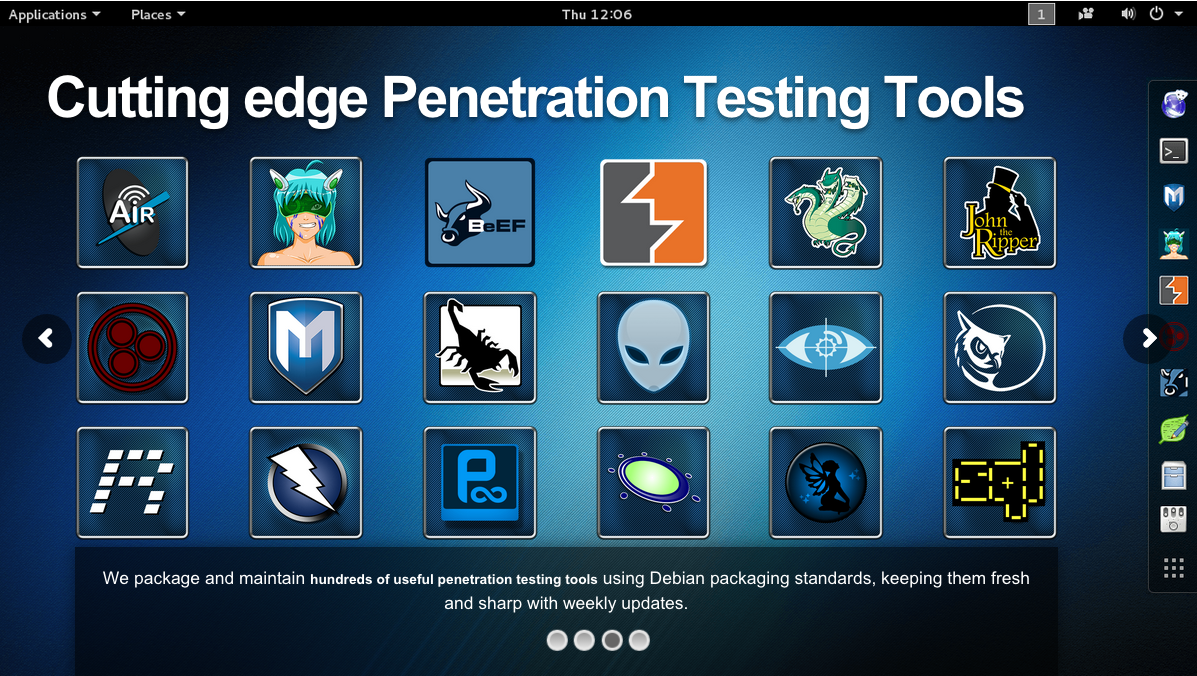 Applications Places Thu 12:06 1
Cutting edge Penetration Testing Tools
AIR
BeEF
John
the
Ripper
M
P
sqd
We package and maintain hundreds of useful penetration testing tools using Debian packaging standards, keeping them fresh
and sharp with weekly updates.